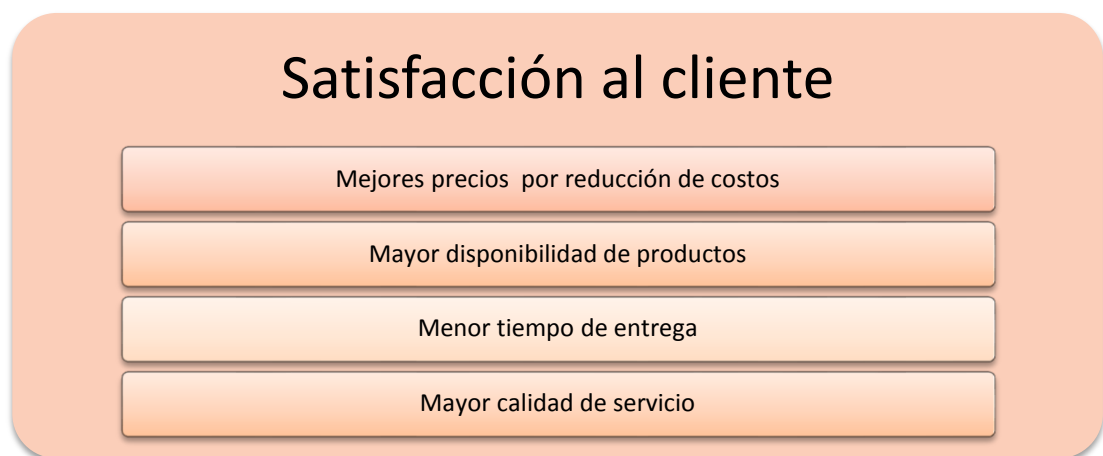 Satisfacción al cliente
Mejores precios  por reducción de costos
Mayor disponibilidad de productos
Menor tiempo de entrega
Mayor calidad de servicio